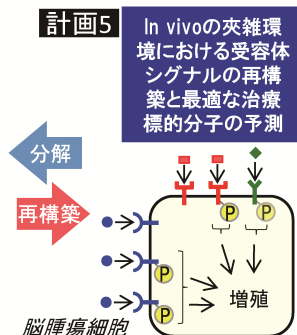 計画5
In vivoの夾雑環
境における受容体
シグナルの再構
築と最適な治療
標的分子の予測
分解
再構築
P
P
P
P
増殖
脳腫瘍細胞